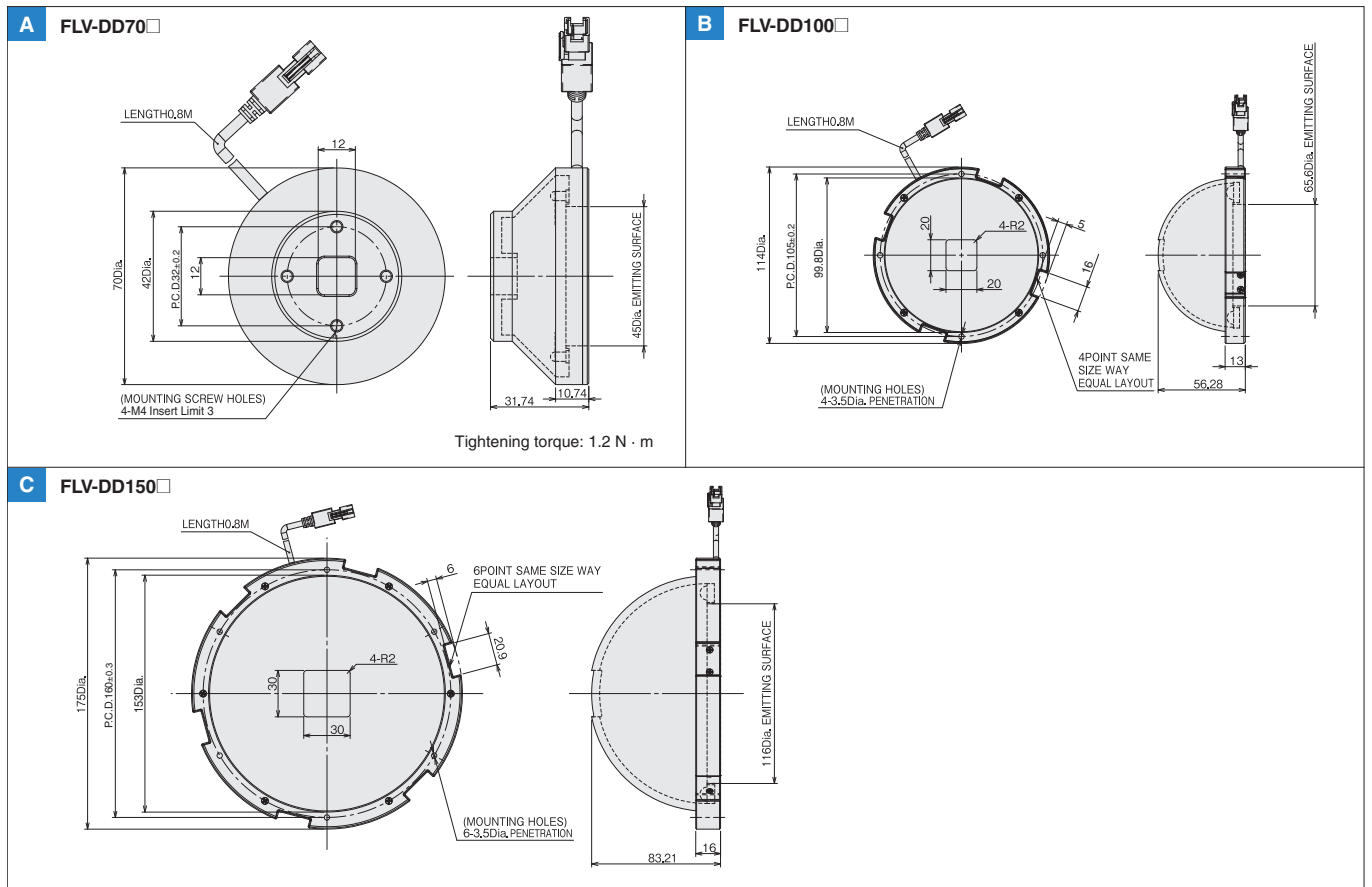 A FLV-DD70□
LENGTH0.8M
12
70Dia.
42Dia.
P.C.D.32±0.2
12
45Dia. EMITTING SURFACE
(MOUNTING SCREW HOLES)
4-M4 Insert Limit 3
10.74
31.74
Tightening torque: 1.2 N · m
B FLV-DD100□
LENGTH0.8M
65.6Dia. EMITTING SURFACE
114Dia.
P.C.D.105±0.2
99.8Dia.
20
4-R2
20
5
16
(MOUNTING HOLES)
4-3.5Dia. PENETRATION
4POINT SAME
SIZE WAY
EQUAL LAYOUT
13
56.28
C FLV-DD150□
LENGTH0.8M
6
6POINT SAME SIZE WAY
EQUAL LAYOUT
20.9
175Dia.
P.C.D.160±0.3
153Dia.
4-R2
30
30
116Dia. EMITTING SURFACE
(MOUNTING HOLES)
6-3.5Dia. PENETRATION
16
83.21